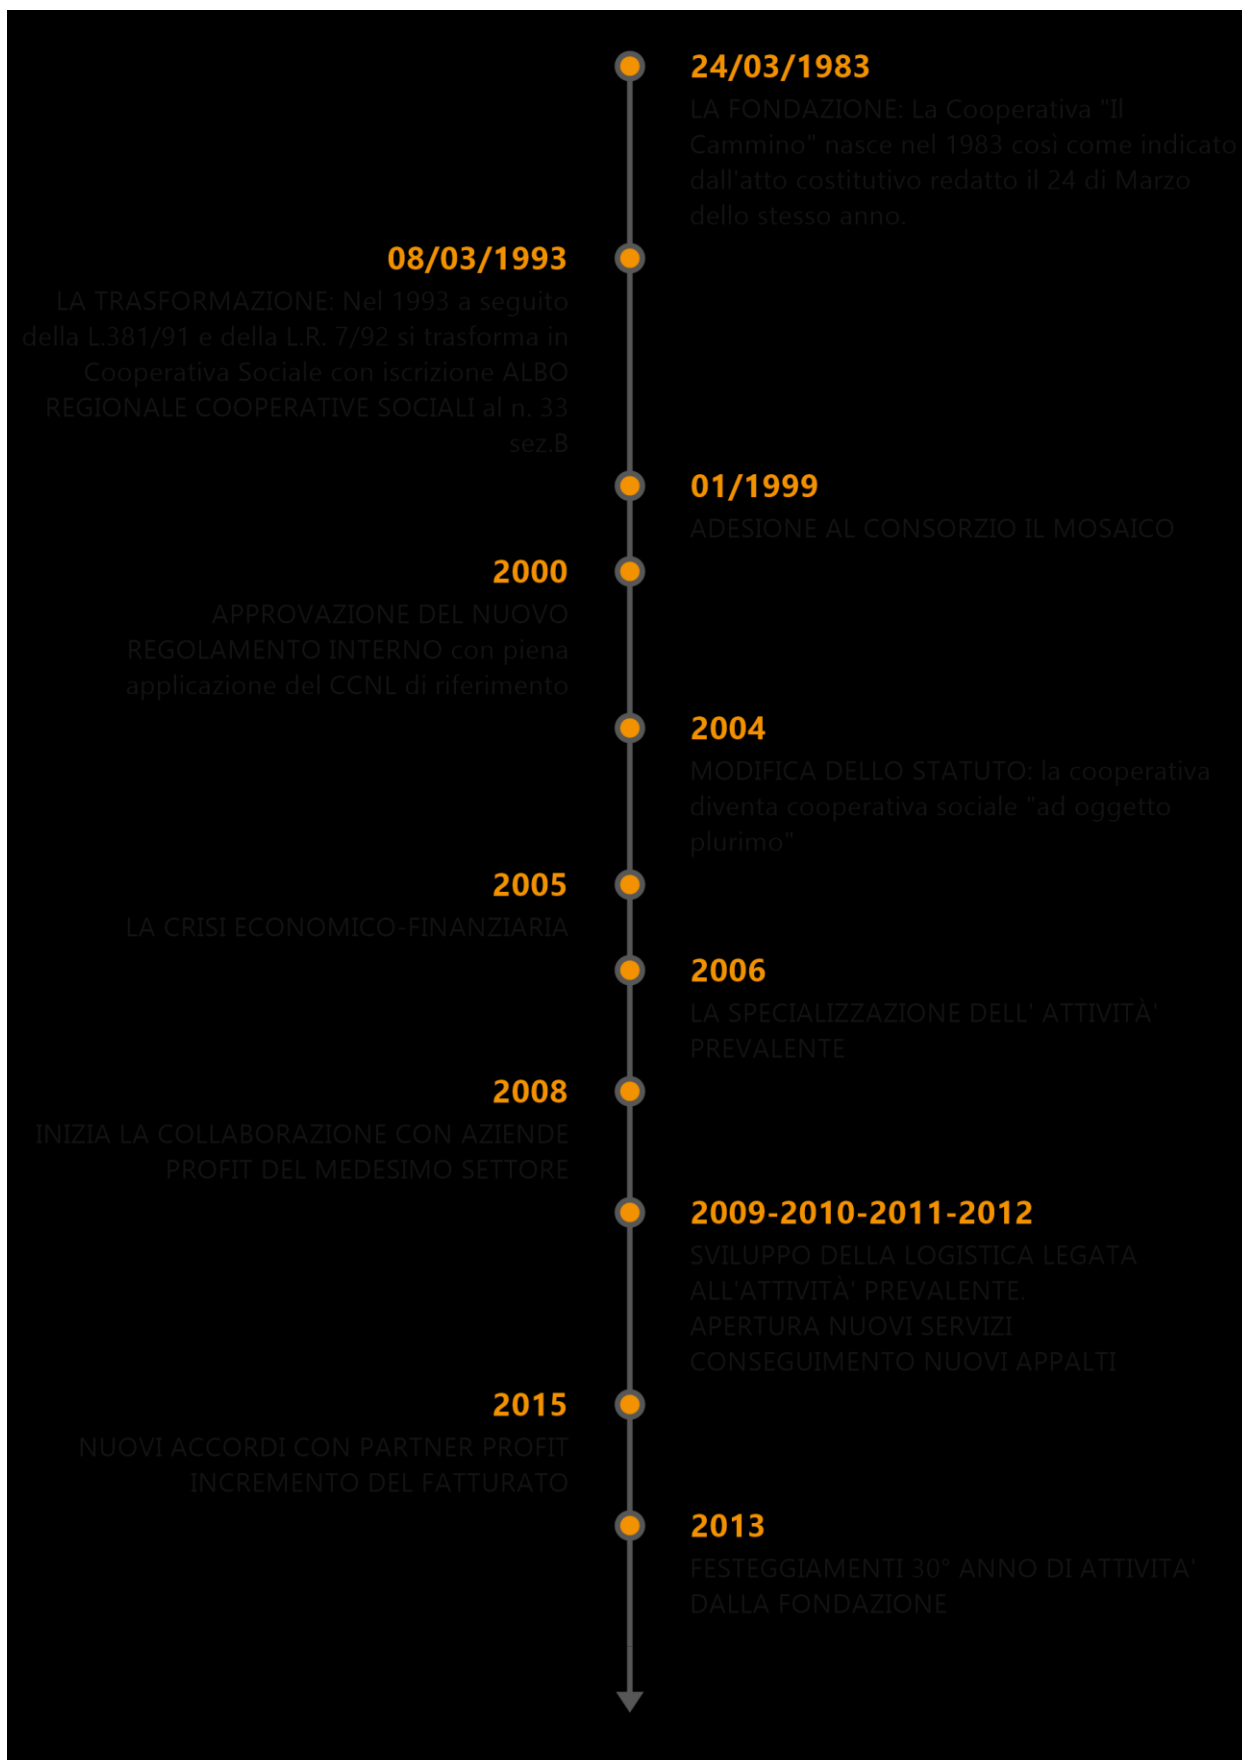 24/03/1983
LA FONDAZIONE: La Cooperativa "Il
Cammino" nasce nel 1983 così come indicato
dall'atto costitutivo redatto il 24 di Marzo
dello stesso anno.
08/03/1993
LA TRASFORMAZIONE: Nel 1993 a seguito
della L.381/91 e della L.R. 7/92 si trasforma in
Cooperativa Sociale con iscrizione ALBO
REGIONALE COOPERATIVE SOCIALI al n. 33
sez.B
01/1999
ADESIONE AL CONSORZIO IL MOSAICO
2000
APPROVAZIONE DEL NUOVO
REGOLAMENTO INTERNO con piena
applicazione del CCNL di riferimento
2004
MODIFICA DELLO STATUTO: la cooperativa
diventa cooperativa sociale "ad oggetto
plurimo"
2005
LA CRISI ECONOMICO-FINANZIARIA
2006
LA SPECIALIZZAZIONE DELL' ATTIVITÀ'
PREVALENTE
2008
INIZIA LA COLLABORAZIONE CON AZIENDE
PROFIT DEL MEDESIMO SETTORE
2009-2010-2011-2012
SVILUPPO DELLA LOGISTICA LEGATA
ALL'ATTIVITÀ' PREVALENTE.
APERTURA NUOVI SERVIZI
CONSEGUIMENTO NUOVI APPALTI
2015
NUOVI ACCORDI CON PARTNER PROFIT
INCREMENTO DEL FATTURATO
2013
FESTEGGIAMENTI 30° ANNO DI ATTIVITA'
DALLA FONDAZIONE